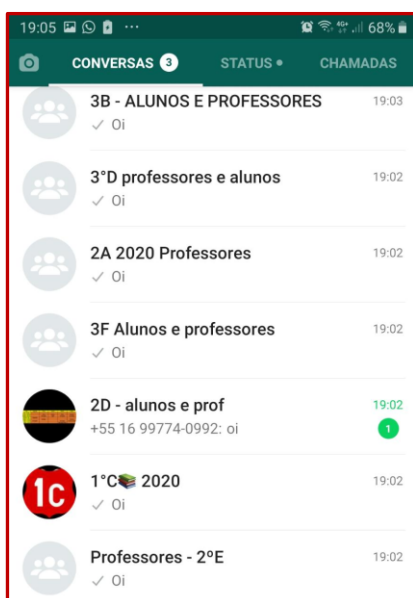 19:05 ... 4G+ 68%
CONVERSAS 3 STATUS CHAMADAS
3B - ALUNOS E PROFESSORES 19:03
✓ Oi
3°D professores e alunos 19:02
✓ Oi
2A 2020 Professores 19:02
✓ Oi
3F Alunos e professores 19:02
✓ Oi
2D - alunos e prof 19:02
+55 16 99774-0992: oi 1
1c 1°C📚 2020 19:02
✓ Oi
Professores - 2ºE 19:02
✓ Oi